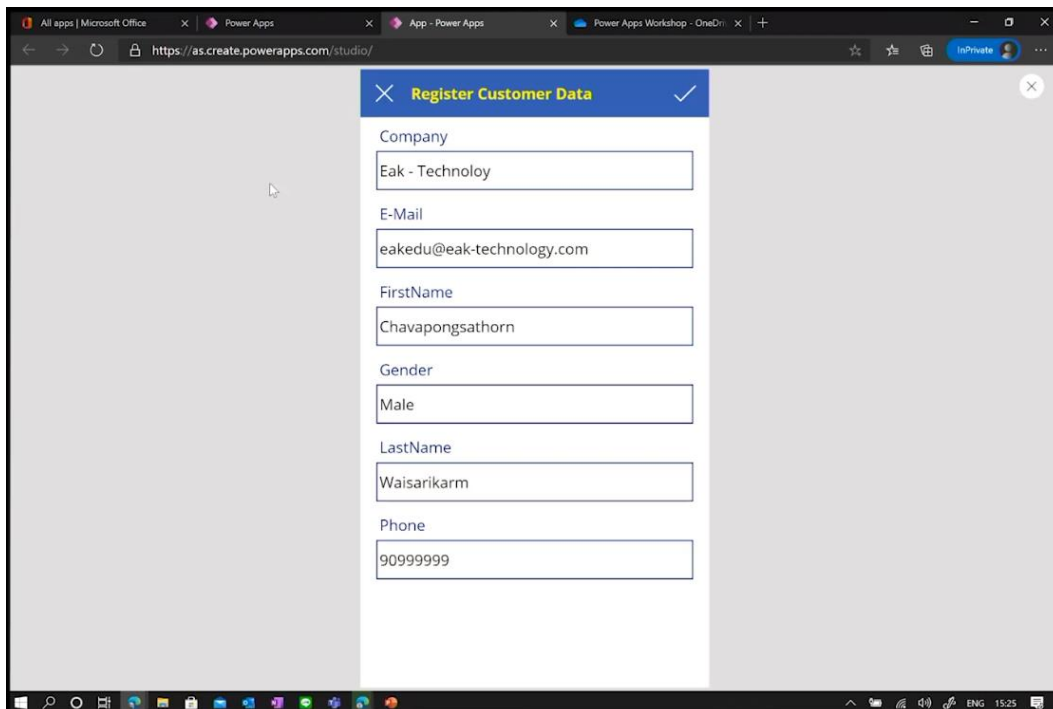 All apps | Microsoft Office
Power Apps
App - Power Apps
Power Apps Workshop - OneDri
https://as.create.powerapps.com/studio/
InPrivate
Register Customer Data
Company
Eak - Technoloy
E-Mail
eakedu@eak-technology.com
FirstName
Chavapongsathorn
Gender
Male
LastName
Waisarikarm
Phone
90999999
ENG 15:25